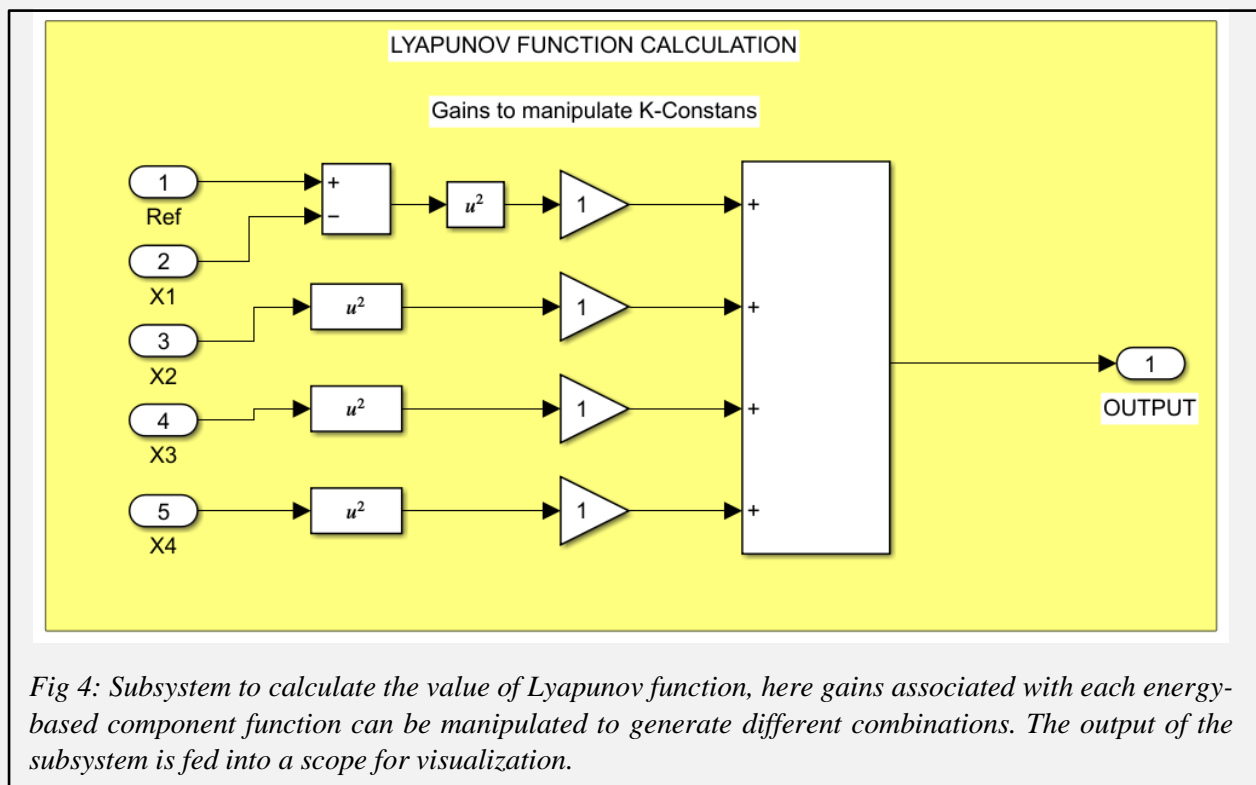 LYAPUNOV FUNCTION CALCULATION
Gains to manipulate K-Constans
1
Ref
2
X1
3
X2
4
X3
5
X4
+
−
u²
1
+
u²
1
+
u²
1
+
u²
1
+
1
OUTPUT
Fig 4: Subsystem to calculate the value of Lyapunov function, here gains associated with each energy-
based component function can be manipulated to generate different combinations. The output of the
subsystem is fed into a scope for visualization.